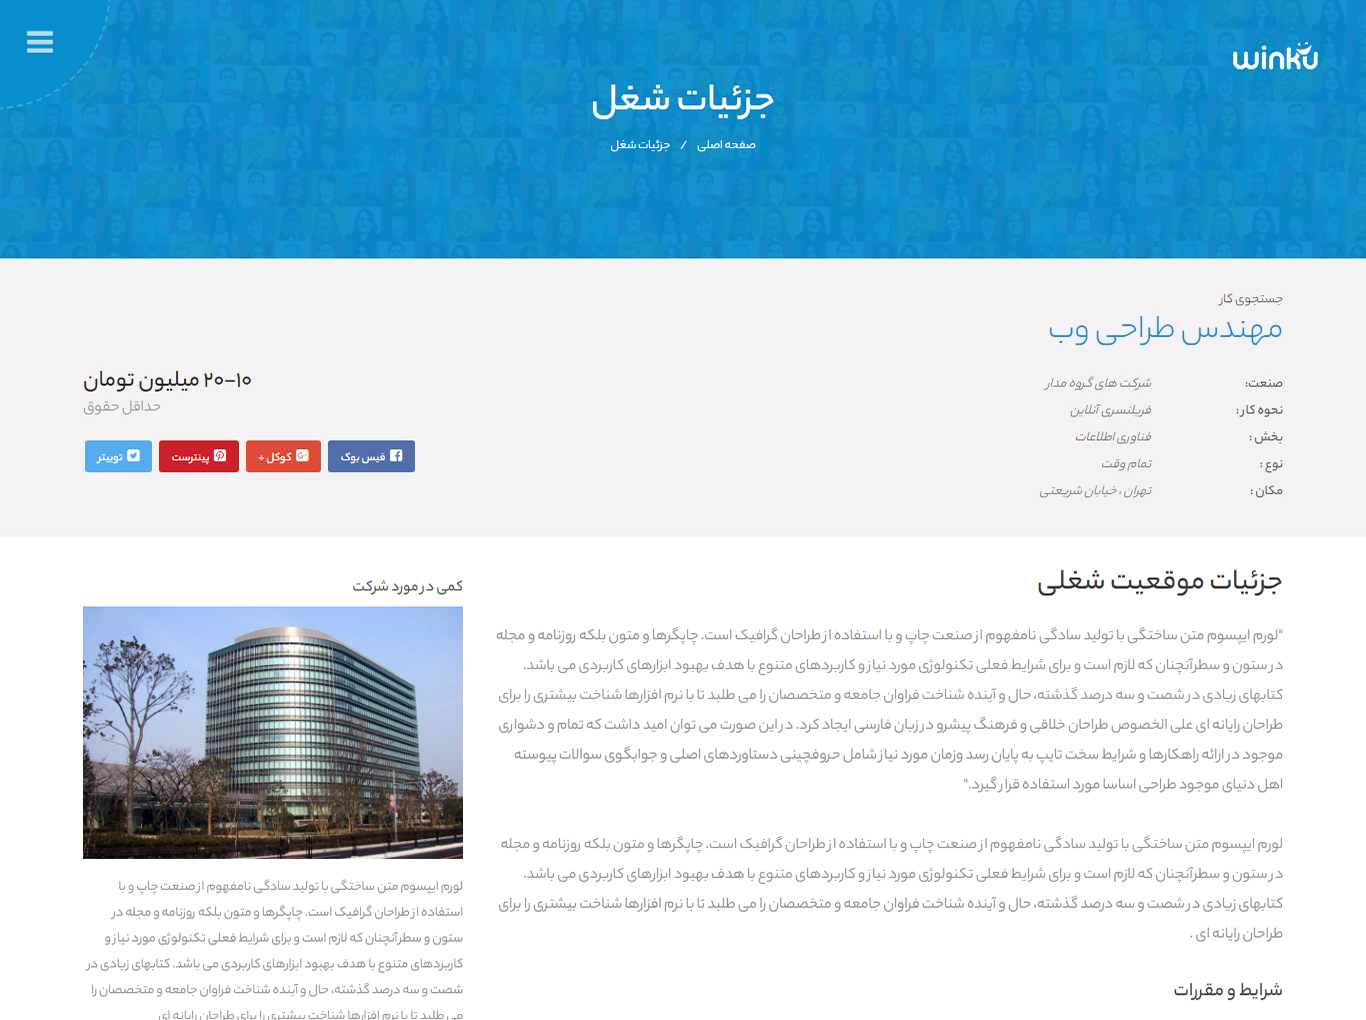 winku
جزئیات شغل
صفحه اصلی / جزئیات شغل
جستجوی کار
مهندس طراحی وب
صنعت: شرکت های گروه مدار
نحوه کار : فریلنسری آنلاین
بخش : فناوری اطلاعات
نوع : تمام وقت
مکان : تهران ، خیابان شریعتی
۲۰-۱۰ میلیون تومان
حداقل حقوق
فیس بوک
کوکل +
پینترست
توییتر
جزئیات موقعیت شغلی
"لورم ایپسوم متن ساختگی با تولید سادگی نامفهوم از صنعت چاپ و با استفاده از طراحان گرافیک است. چاپگرها و متون بلکه روزنامه و مجله
در ستون و سطرآنچنان که لازم است و برای شرایط فعلی تکنولوژی مورد نیاز و کاربردهای متنوع با هدف بهبود ابزارهای کاربردی می باشد.
کتابهای زیادی در شصت و سه درصد گذشته، حال و آینده شناخت فراوان جامعه و متخصصان را می طلبد تا با نرم افزارها شناخت بیشتری را برای
طراحان رایانه ای علی الخصوص طراحان خلاقی و فرهنگ پیشرو در زبان فارسی ایجاد کرد. در این صورت می توان امید داشت که تمام و دشواری
موجود در ارائه راهکارها و شرایط سخت تایپ به پایان رسد وزمان مورد نیاز شامل حروفچینی دستاوردهای اصلی و جوابگوی سوالات پیوسته
اهل دنیای موجود طراحی اساسا مورد استفاده قرار گیرد."
لورم ایپسوم متن ساختگی با تولید سادگی نامفهوم از صنعت چاپ و با استفاده از طراحان گرافیک است. چاپگرها و متون بلکه روزنامه و مجله
در ستون و سطرآنچنان که لازم است و برای شرایط فعلی تکنولوژی مورد نیاز و کاربردهای متنوع با هدف بهبود ابزارهای کاربردی می باشد.
کتابهای زیادی در شصت و سه درصد گذشته، حال و آینده شناخت فراوان جامعه و متخصصان را می طلبد تا با نرم افزارها شناخت بیشتری را برای
طراحان رایانه ای .
شرایط و مقررات
کمی در مورد شرکت
لورم ایپسوم متن ساختگی با تولید سادگی نامفهوم از صنعت چاپ و با
استفاده از طراحان گرافیک است. چاپگرها و متون بلکه روزنامه و مجله در
ستون و سطرآنچنان که لازم است و برای شرایط فعلی تکنولوژی مورد نیاز و
کاربردهای متنوع با هدف بهبود ابزارهای کاربردی می باشد. کتابهای زیادی در
شصت و سه درصد گذشته، حال و آینده شناخت فراوان جامعه و متخصصان را
می طلبد تا با نرم افزارها شناخت بیشتری را برای طراحان رایانه ای